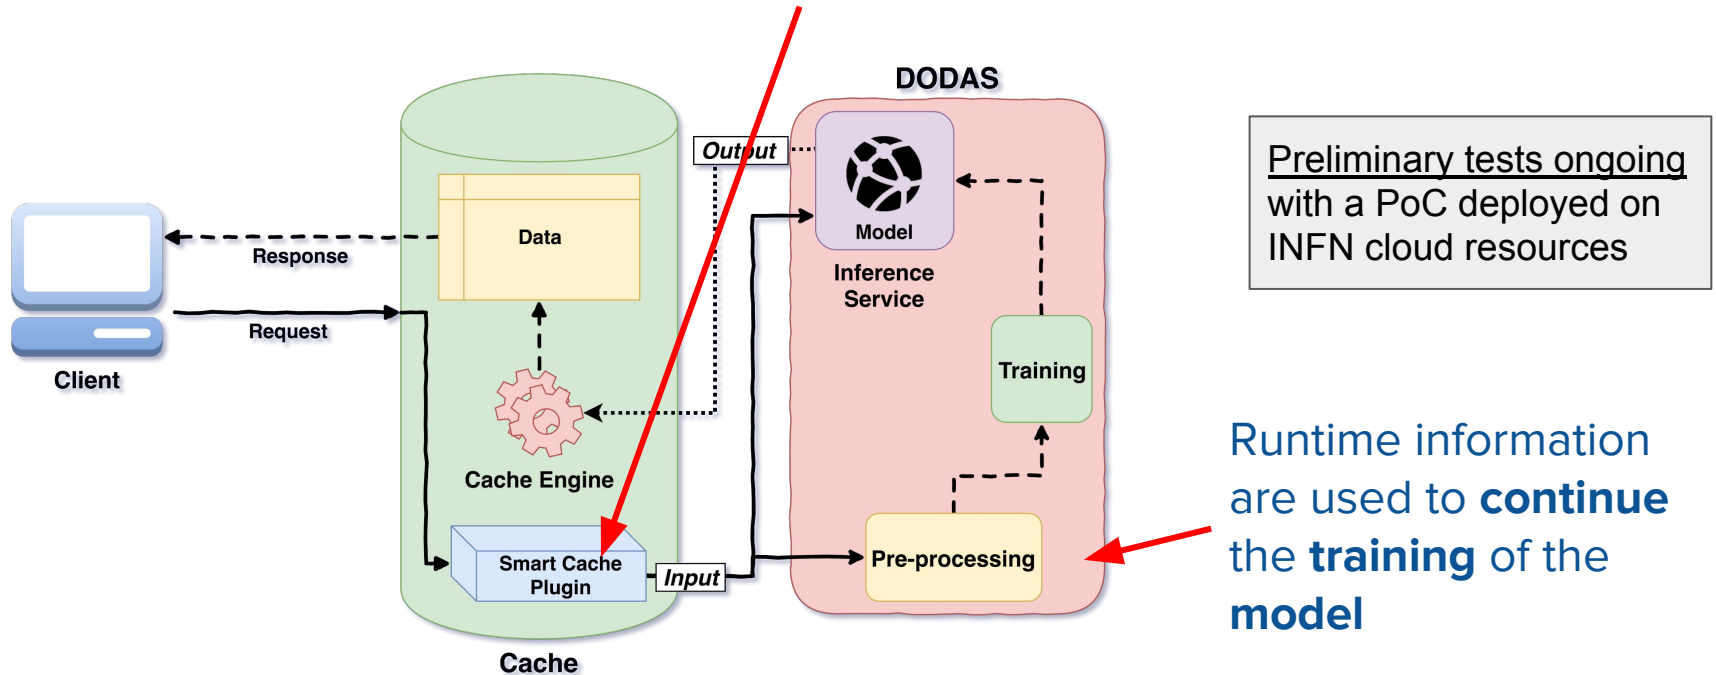 DODAS
Output
Model
Inference
Service
Data
Response
Request
Client
Training
Cache Engine
Smart Cache
Plugin
Input
Pre-processing
Cache
Preliminary tests ongoing
with a PoC deployed on
INFN cloud resources
Runtime information
are used to continue
the training of the
model